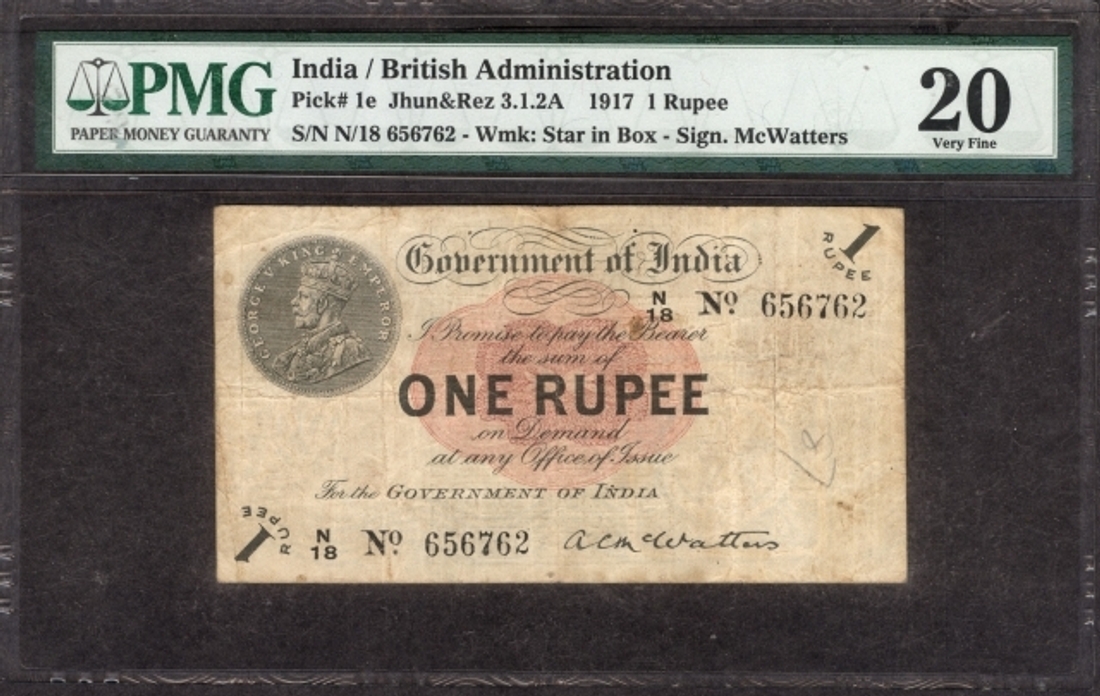 PMG
PAPER MONEY GUARANTY
India / British Administration
Pick# 1e Jhun&Rez 3.1.2A 1917 1 Rupee
S/N N/18 656762 - Wmk: Star in Box - Sign. McWatters
20
Very Fine
GEORGE V KING & EMPEROR
Government of India
1
RUPEE
N
18 No 656762
I Promise to pay the Bearer
the sum of
ONE RUPEE
on Demand
at any Office of Issue
For the GOVERNMENT OF INDIA
1
RUPEE
N
18 No 656762
A C McWatters